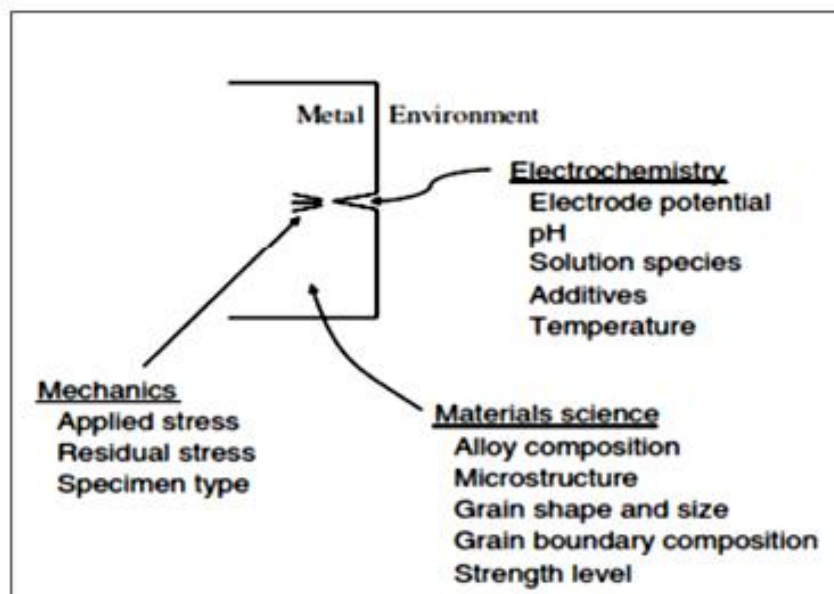 Metal Environment
Electrochemistry
Electrode potential
pH
Solution species
Additives
Temperature
Mechanics
Applied stress
Residual stress
Specimen type
Materials science
Alloy composition
Microstructure
Grain shape and size
Grain boundary composition
Strength level